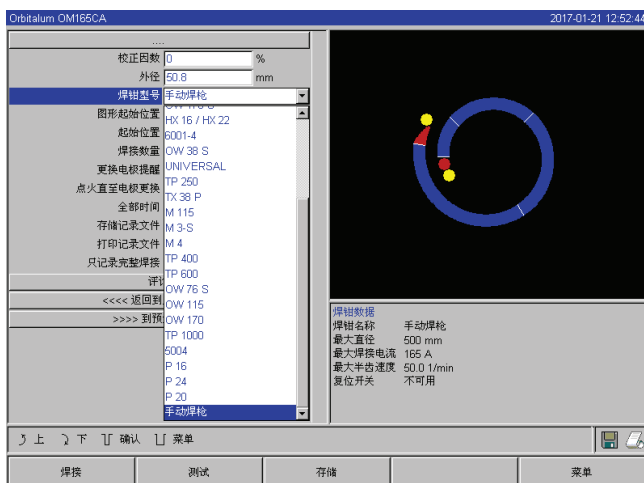 Orbitalum OM165CA 2017-01-21 12:52:44
....
校正因数 0 %
外径 50.8 mm
焊钳型号 手动焊枪
图形起始位置
起始位置
焊接数量
更换电极提醒
点火直至电极更换
全部时间
存储记录文件
打印记录文件
只记录完整焊接
<<<< 返回到
>>>> 到预
HX 16 / HX 22
6001-4
OW 38 S
UNIVERSAL
TP 250
TX 38 P
M 115
M 3-S
M 4
TP 400
TP 600
OW 76 S
OW 115
OW 170
TP 1000
5004
P 16
P 24
P 20
手动焊枪
焊钳数据
焊钳名称 手动焊枪
最大直径 500 mm
最大焊接电流 165 A
最大半齿速度 50.0 1/min
复位开关 不可用
上 下 确认 菜单
焊接 测试 存储 菜单